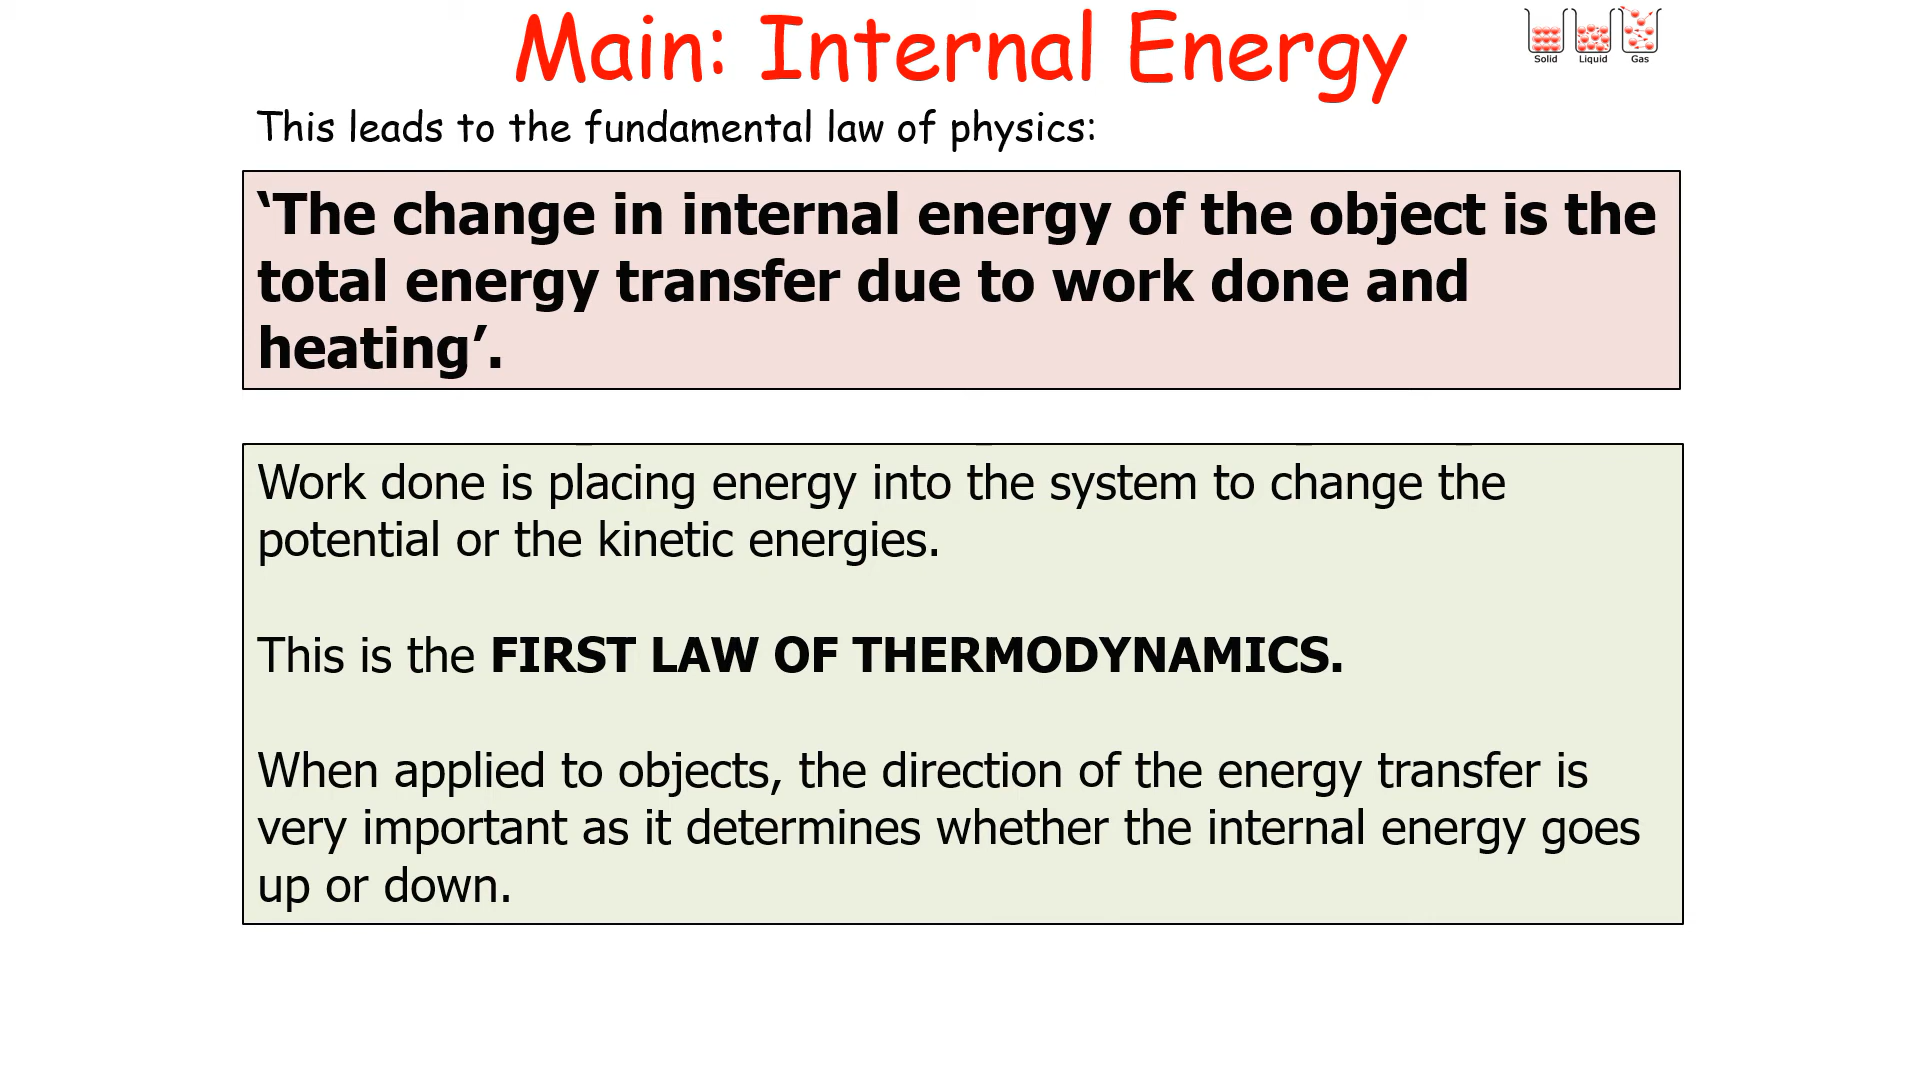 Main: Internal Energy
Solid Liquid Gas
This leads to the fundamental law of physics:
‘The change in internal energy of the object is the
total energy transfer due to work done and
heating’.
Work done is placing energy into the system to change the
potential or the kinetic energies.
This is the FIRST LAW OF THERMODYNAMICS.
When applied to objects, the direction of the energy transfer is
very important as it determines whether the internal energy goes
up or down.